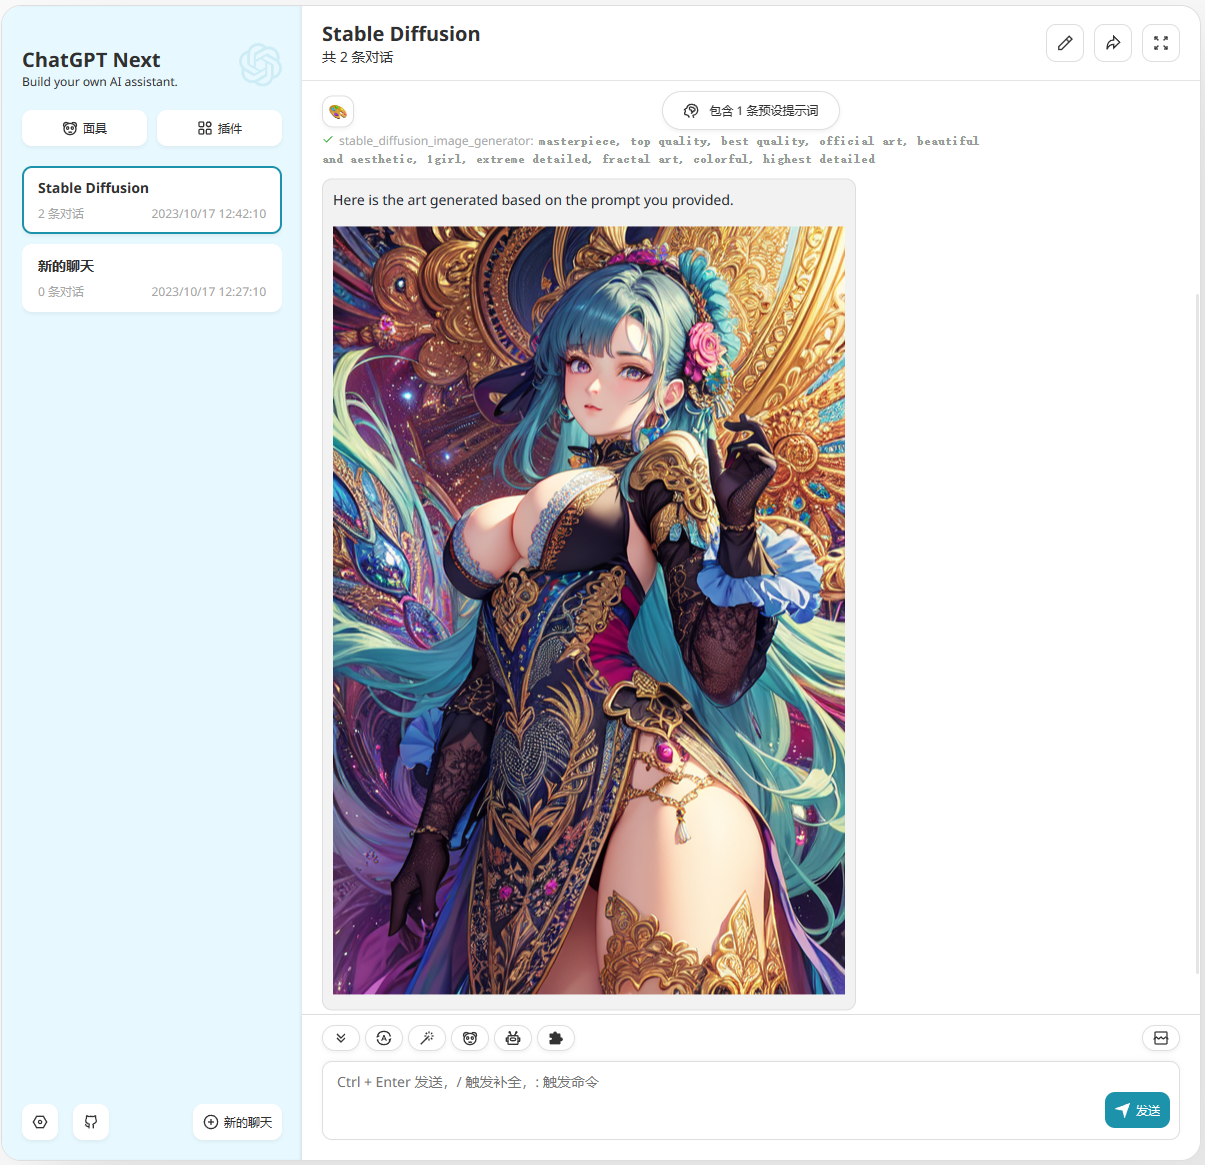 ChatGPT Next
Build your own AI assistant.
面具
插件
Stable Diffusion
2 条对话
2023/10/17 12:42:10
新的聊天
0 条对话
2023/10/17 12:27:10
新的聊天
Stable Diffusion
共 2 条对话
包含 1 条预设提示词
stable_diffusion_image_generator: masterpiece, top quality, best quality, official art, beautiful
and aesthetic, 1girl, extreme detailed, fractal art, colorful, highest detailed
Here is the art generated based on the prompt you provided.
Ctrl + Enter 发送，/ 触发补全，: 触发命令
发送